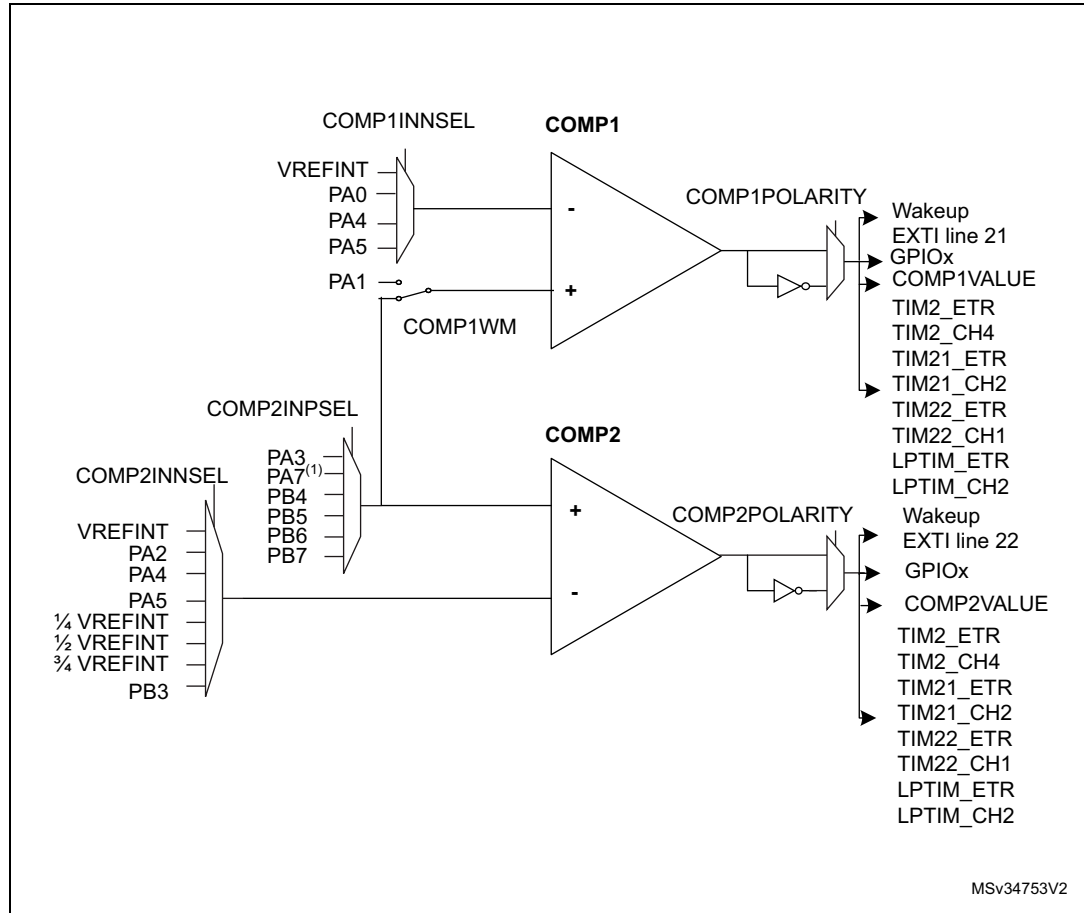 COMP1INNSEL
COMP1
VREFINT
PA0
PA4
PA5
-
PA1
+
COMP1WM
COMP1POLARITY
Wakeup
EXTI line 21
GPIOx
COMP1VALUE
TIM2_ETR
TIM2_CH4
TIM21_ETR
TIM21_CH2
TIM22_ETR
TIM22_CH1
LPTIM_ETR
LPTIM_CH2
COMP2INPSEL
COMP2
PA3
PA7(1)
PB4
PB5
PB6
PB7
+
COMP2INNSEL
VREFINT
PA2
PA4
PA5
¼ VREFINT
½ VREFINT
¾ VREFINT
PB3
-
COMP2POLARITY
Wakeup
EXTI line 22
GPIOx
COMP2VALUE
TIM2_ETR
TIM2_CH4
TIM21_ETR
TIM21_CH2
TIM22_ETR
TIM22_CH1
LPTIM_ETR
LPTIM_CH2
MSv34753V2